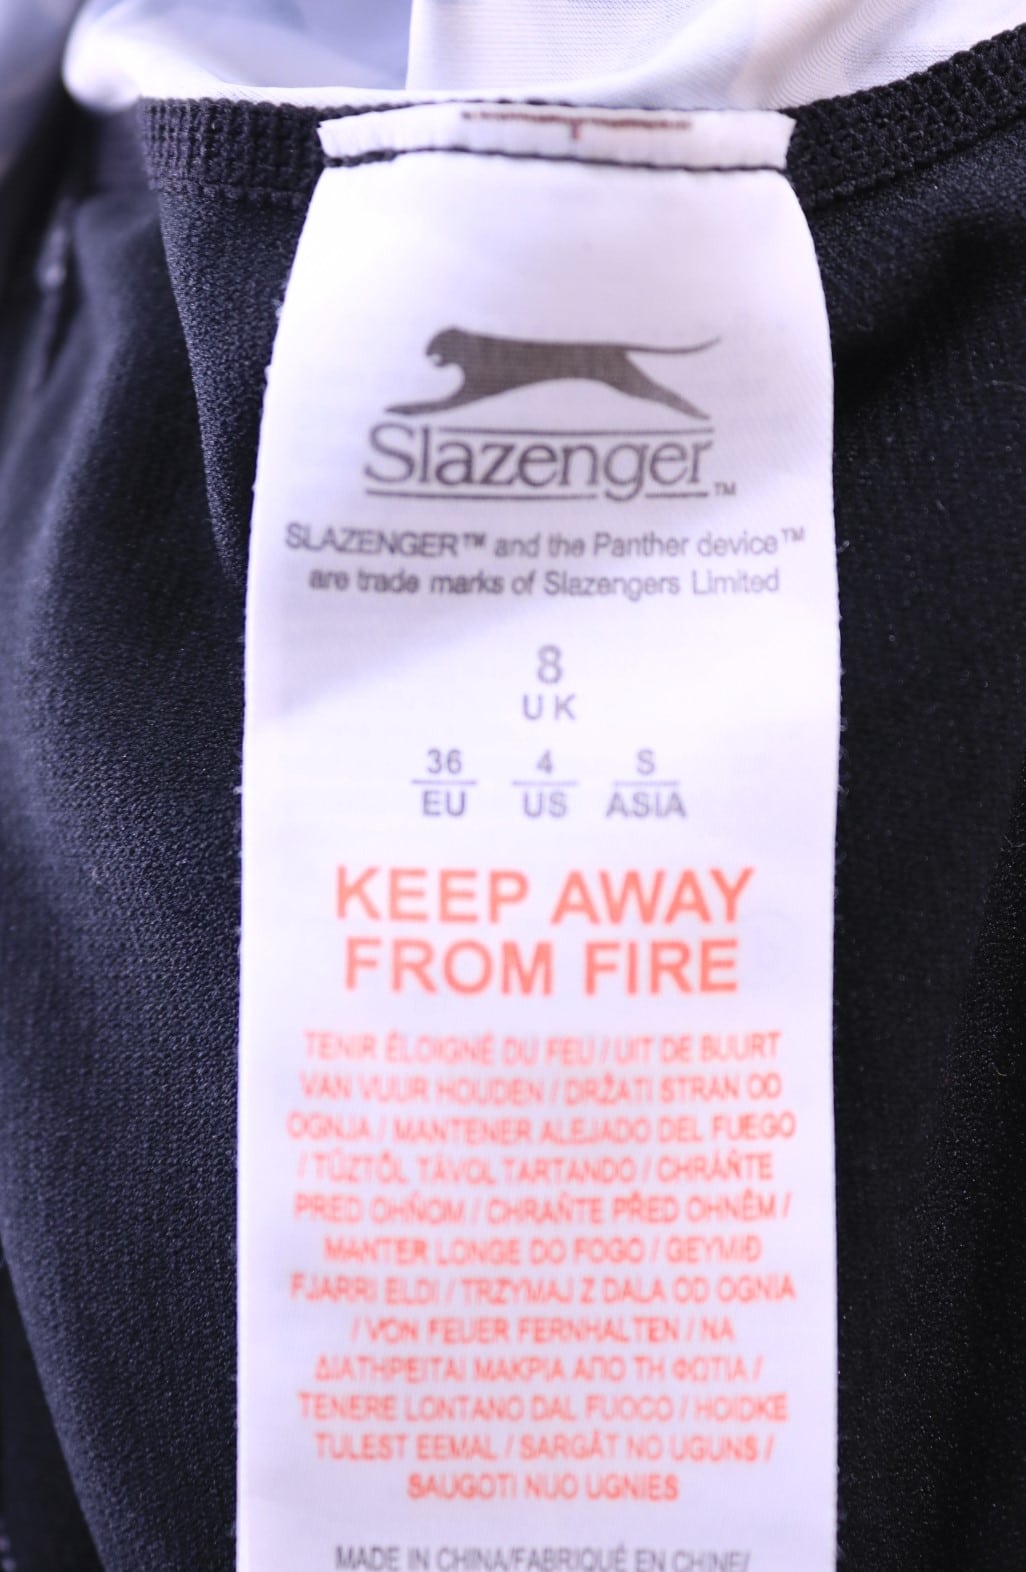 Slazenger™
SLAZENGER™ and the Panther device™
are trade marks of Slazengers Limited
8
UK
36 4 S
EU US ASIA
KEEP AWAY
FROM FIRE
TENIR ÉLOIGNÉ DU FEU / UIT DE BUURT
VAN VUUR HOUDEN / DRŽATI STRAN OD
OGNJA / MANTENER ALEJADO DEL FUEGO
/ TŰZTŐL TÁVOL TARTANDO / CHRÁŇTE
PRED OHŇOM / CHRAŇTE PŘED OHNĚM /
MANTER LONGE DO FOGO / GEYMIÐ
FJARRI ELDI / TRZYMAJ Z DALA OD OGNIA
/ VON FEUER FERNHALTEN / ΝΑ
ΔΙΑΤΗΡΕΙΤΑΙ ΜΑΚΡΙΑ ΑΠΟ ΤΗ ΦΩΤΙΑ /
TENERE LONTANO DAL FUOCO / HOIDKE
TULEST EEMAL / SARGĀT NO UGUNS /
SAUGOTI NUO UGNIES
MADE IN CHINA/FABRIQUÉ EN CHINE/